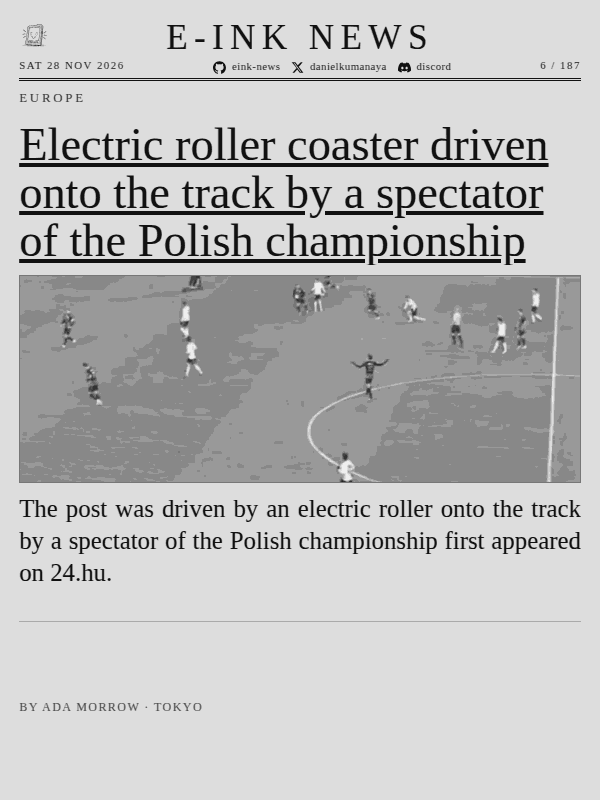 E-INK NEWS
SAT 28 NOV 2026
eink-news danielkumanaya discord
6 / 187
EUROPE
Electric roller coaster driven
onto the track by a spectator
of the Polish championship
The post was driven by an electric roller onto the track
by a spectator of the Polish championship first appeared
on 24.hu.
BY ADA MORROW · TOKYO